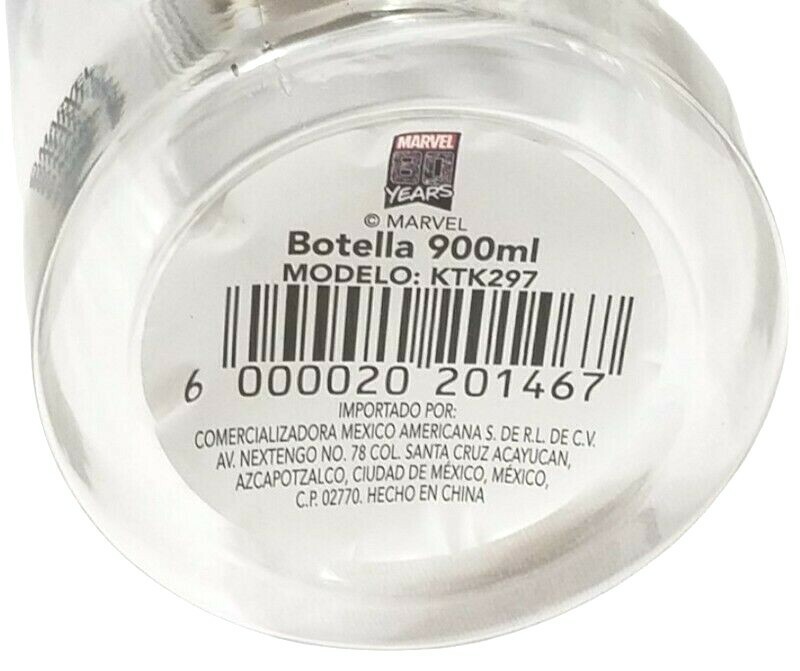 MARVEL
MARVEL
80
YEARS
© MARVEL
Botella 900ml
MODELO: KTK297
6 000020 201467
IMPORTADO POR:
COMERCIALIZADORA MEXICO AMERICANA S. DE R.L. DE C.V.
AV. NEXTENGO NO. 78 COL. SANTA CRUZ ACAYUCAN,
AZCAPOTZALCO, CIUDAD DE MÉXICO, MÉXICO,
C.P. 02770. HECHO EN CHINA